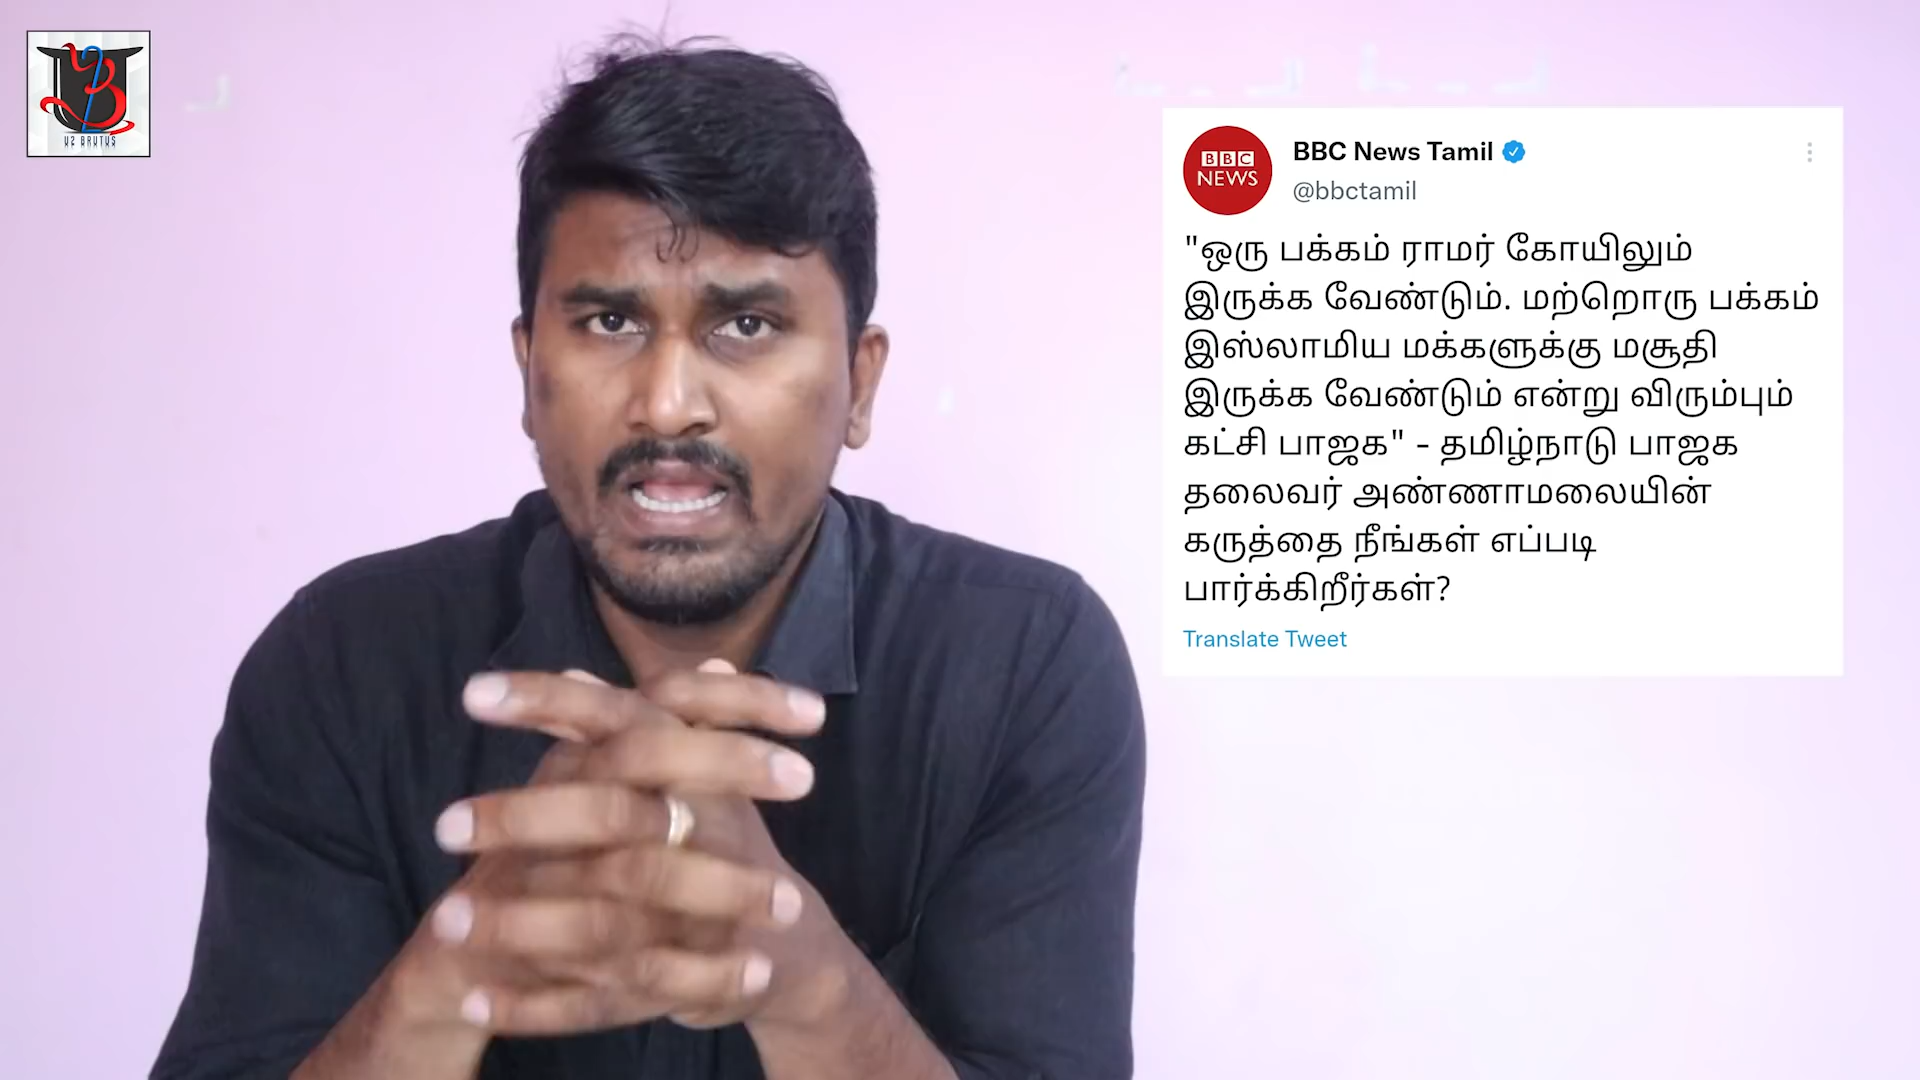 U2 BRUTUS
BBC
NEWS
BBC News Tamil
@bbctamil
"ஒரு பக்கம் ராமர் கோயிலும்
இருக்க வேண்டும். மற்றொரு பக்கம்
இஸ்லாமிய மக்களுக்கு மசூதி
இருக்க வேண்டும் என்று விரும்பும்
கட்சி பாஜக" - தமிழ்நாடு பாஜக
தலைவர் அண்ணாமலையின்
கருத்தை நீங்கள் எப்படி
பார்க்கிறீர்கள்?
Translate Tweet